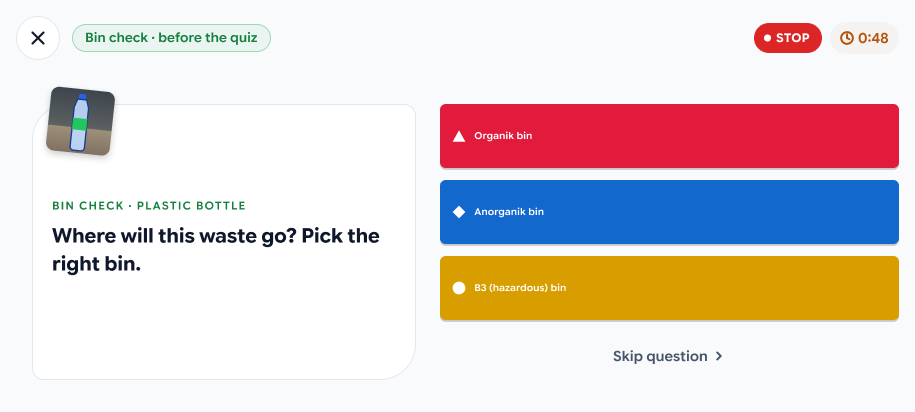 Bin check · before the quiz
STOP
0:48
BIN CHECK · PLASTIC BOTTLE
Where will this waste go? Pick the
right bin.
Organik bin
Anorganik bin
B3 (hazardous) bin
Skip question